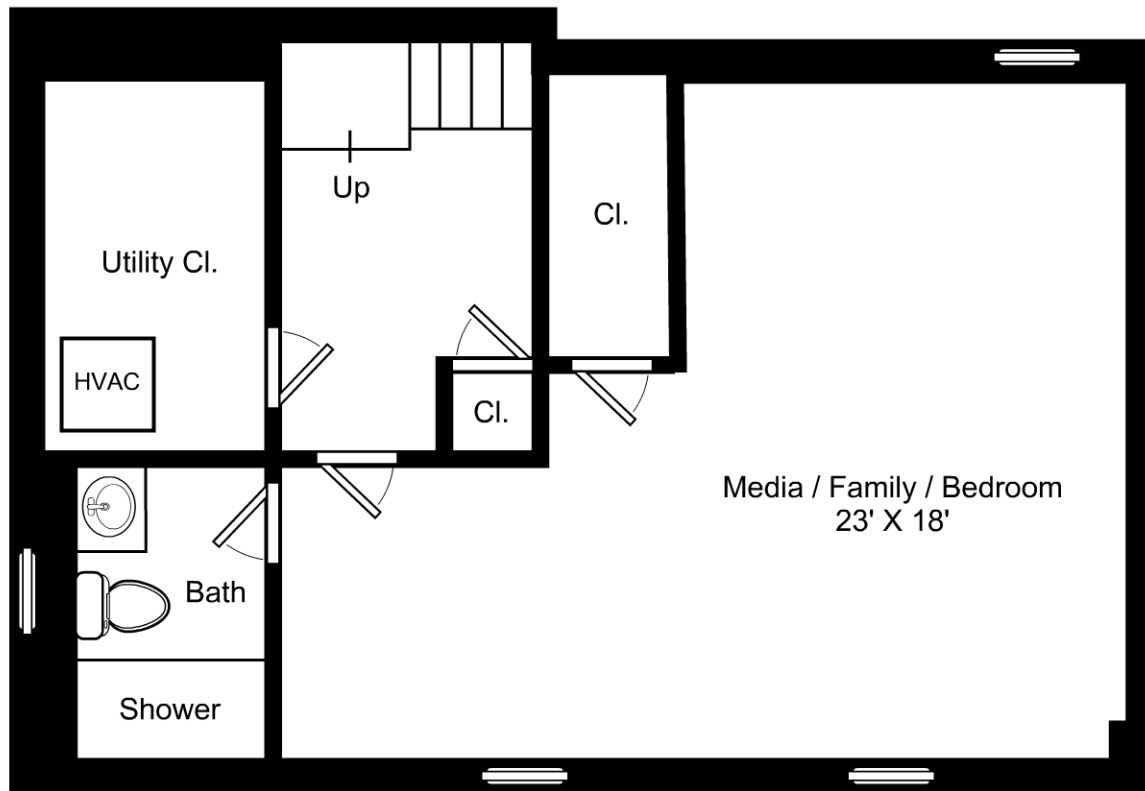 Up
Cl.
Utility Cl.
HVAC
Cl.
Media / Family / Bedroom
23' X 18'
Bath
Shower